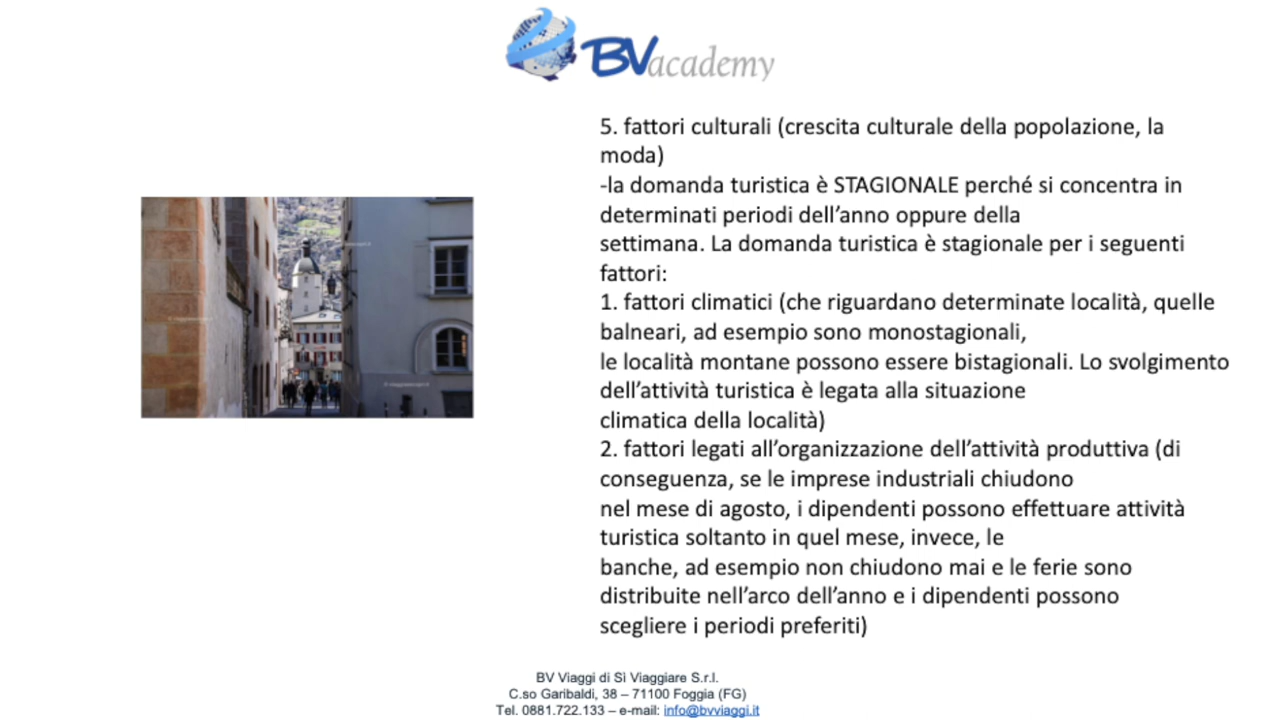 BVacademy
5. fattori culturali (crescita culturale della popolazione, la
moda)
-la domanda turistica è STAGIONALE perché si concentra in
determinati periodi dell’anno oppure della
settimana. La domanda turistica è stagionale per i seguenti
fattori:
1. fattori climatici (che riguardano determinate località, quelle
balneari, ad esempio sono monostagionali,
le località montane possono essere bistagionali. Lo svolgimento
dell’attività turistica è legata alla situazione
climatica della località)
2. fattori legati all’organizzazione dell’attività produttiva (di
conseguenza, se le imprese industriali chiudono
nel mese di agosto, i dipendenti possono effettuare attività
turistica soltanto in quel mese, invece, le
banche, ad esempio non chiudono mai e le ferie sono
distribuite nell’arco dell’anno e i dipendenti possono
scegliere i periodi preferiti)
BV Viaggi di Sì Viaggiare S.r.l.
C.so Garibaldi, 38 – 71100 Foggia (FG)
Tel. 0881.722.133 – e-mail: info@bvviaggi.it